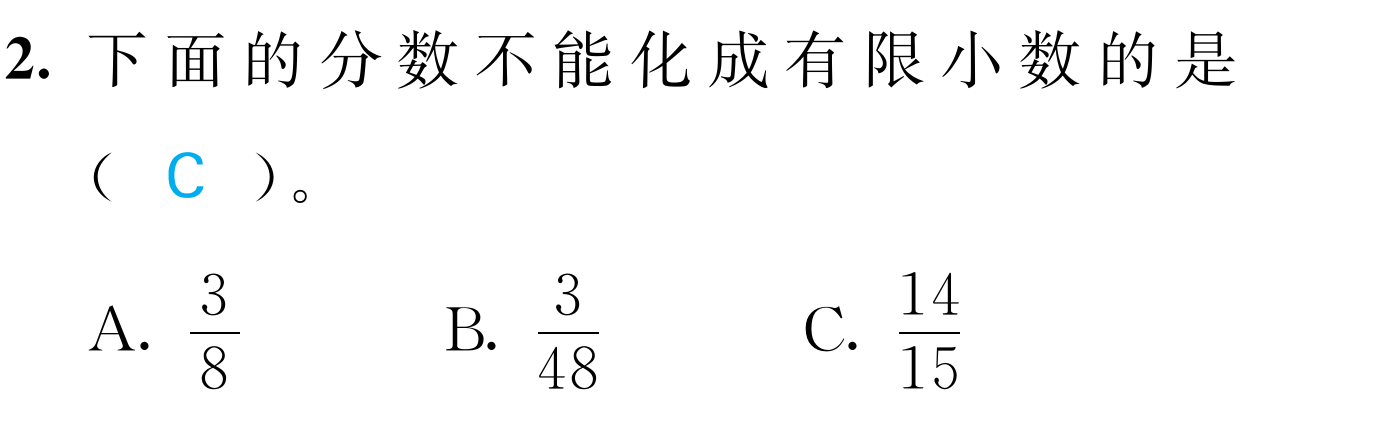 2. 下面的分数不能化成有限小数的是
( C )。
A. 3/8 B. 3/48 C. 14/15